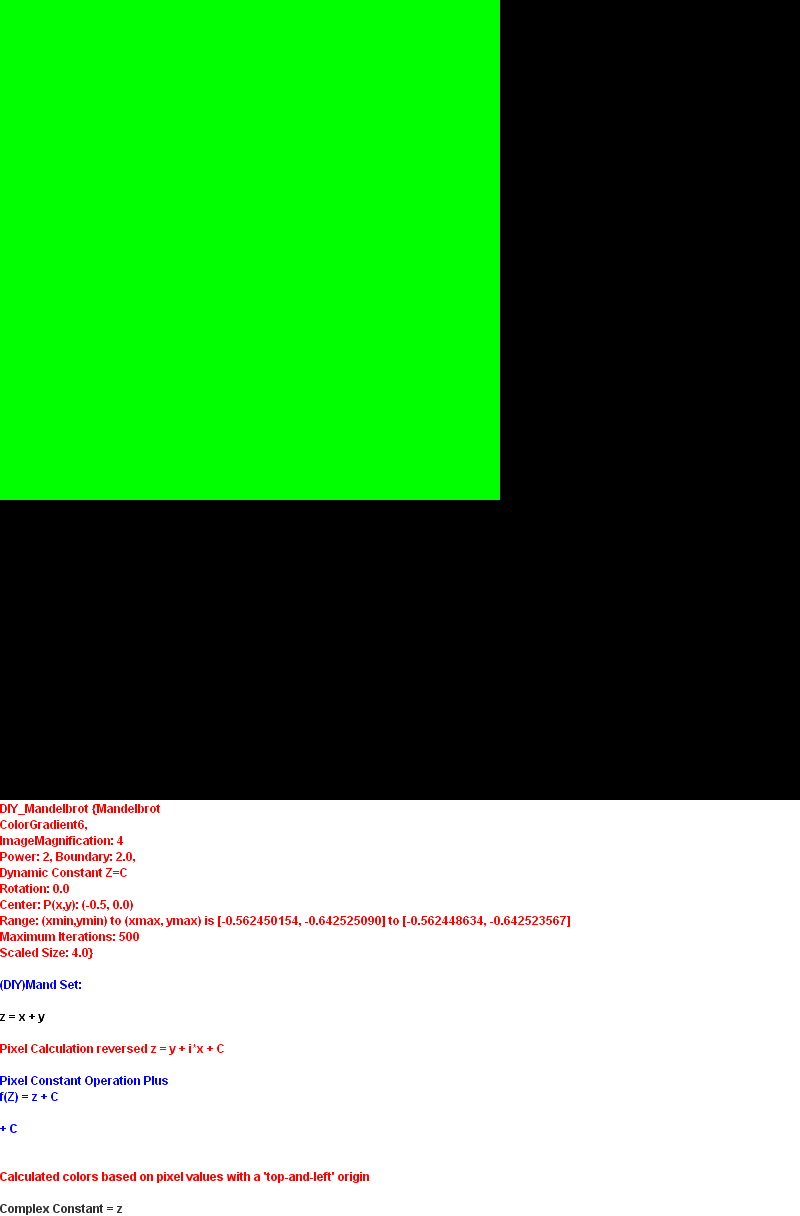 DIY_Mandelbrot {Mandelbrot
ColorGradient6,
ImageMagnification: 4
Power: 2, Boundary: 2.0,
Dynamic Constant Z=C
Rotation: 0.0
Center: P(x,y): (-0.5, 0.0)
Range: (xmin,ymin) to (xmax, ymax) is [-0.562450154, -0.642525090] to [-0.562448634, -0.642523567]
Maximum Iterations: 500
Scaled Size: 4.0}
(DIY)Mand Set:
z = x + y
Pixel Calculation reversed z = y + i*x + C
Pixel Constant Operation Plus
f(Z) = z + C
+ C
Calculated colors based on pixel values with a 'top-and-left' origin
Complex Constant = z